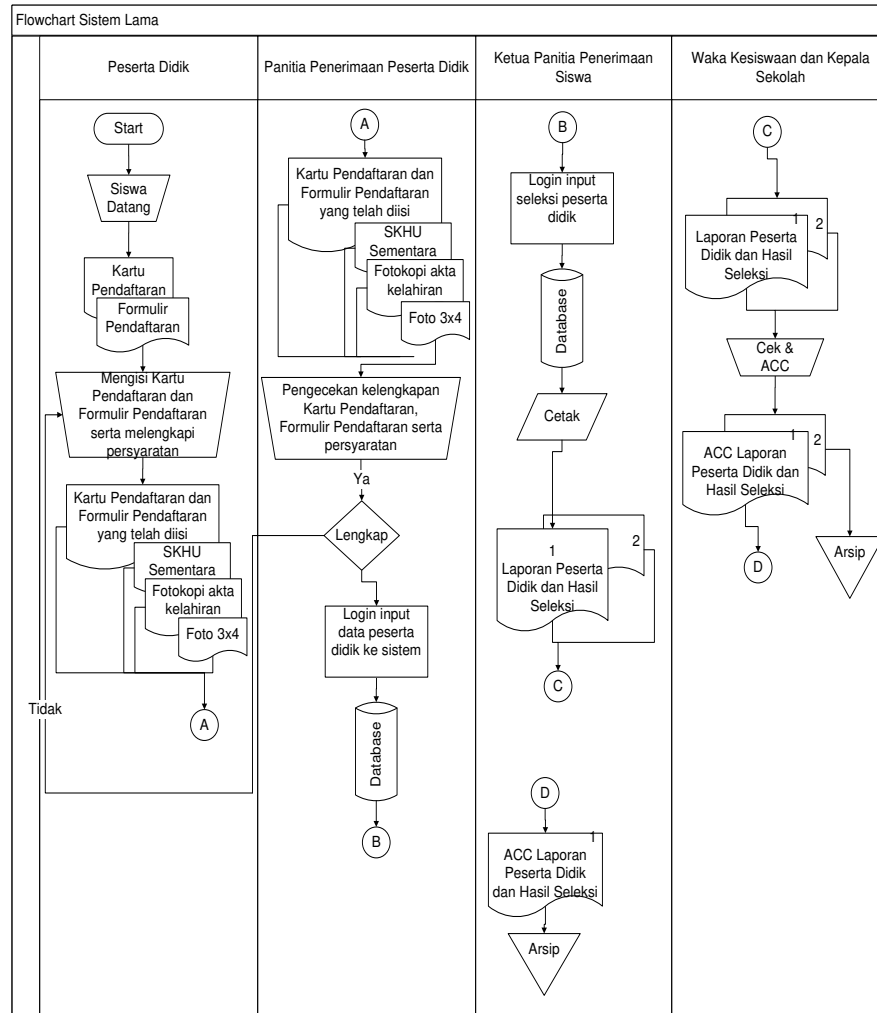 Flowchart Sistem Lama
Peserta Didik
Panitia Penerimaan Peserta Didik
Ketua Panitia Penerimaan
Siswa
Waka Kesiswaan dan Kepala
Sekolah
Start
Siswa
Datang
Kartu
Pendaftaran
Formulir
Pendaftaran
Mengisi Kartu
Pendaftaran dan
Formulir Pendaftaran
serta melengkapi
persyaratan
Kartu Pendaftaran dan
Formulir Pendaftaran
yang telah diisi
SKHU
Sementara
Fotokopi akta
kelahiran
Foto 3x4
Tidak
A
A
Kartu Pendaftaran dan
Formulir Pendaftaran
yang telah diisi
SKHU
Sementara
Fotokopi akta
kelahiran
Foto 3x4
Pengecekan kelengkapan
Kartu Pendaftaran,
Formulir Pendaftaran serta
persyaratan
Ya
Lengkap
Login input
data peserta
didik ke sistem
Database
B
B
Login input
seleksi peserta
didik
Database
Cetak
1
2
Laporan Peserta
Didik dan Hasil
Seleksi
C
D
1
ACC Laporan
Peserta Didik
dan Hasil Seleksi
Arsip
C
1
2
Laporan Peserta
Didik dan Hasil
Seleksi
Cek &
ACC
1
2
ACC Laporan
Peserta Didik dan
Hasil Seleksi
D
Arsip